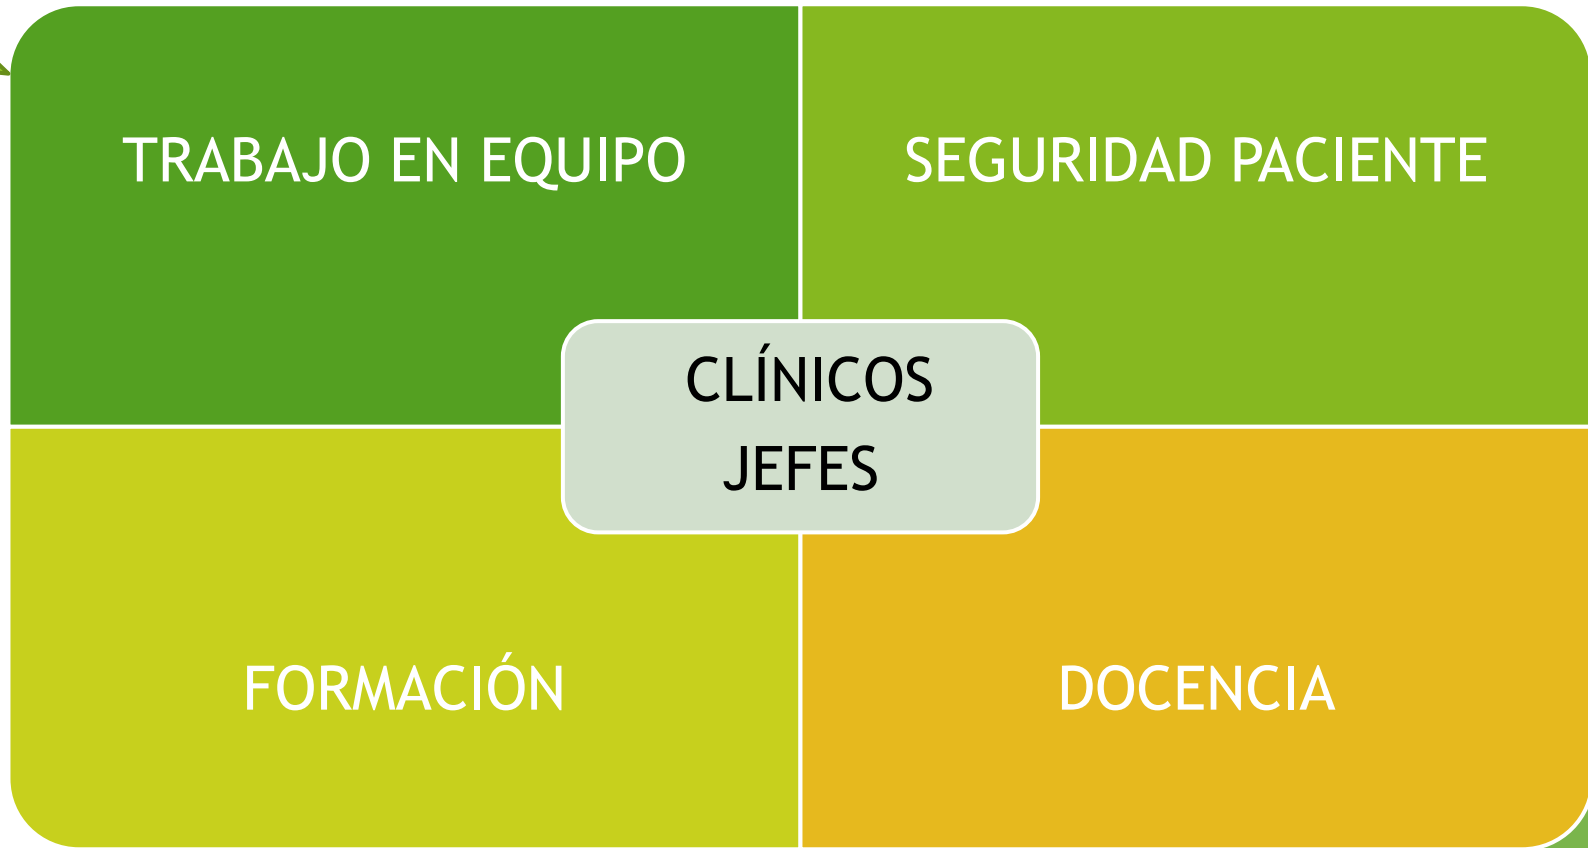 TRABAJO EN EQUIPO
SEGURIDAD PACIENTE
CLÍNICOS
JEFES
FORMACIÓN
DOCENCIA